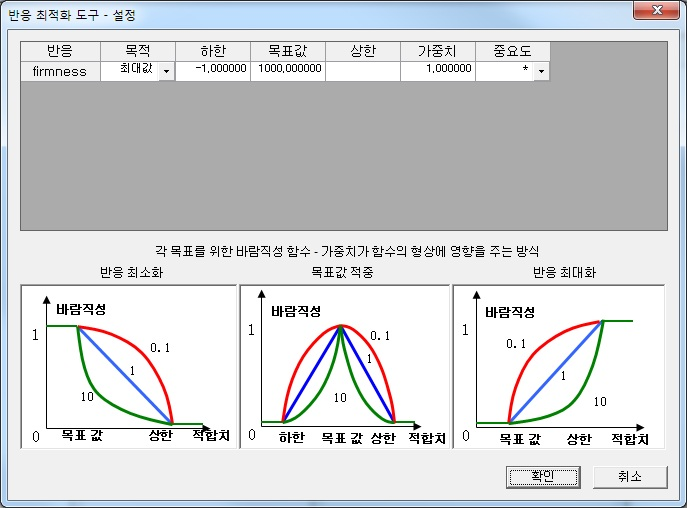 반응 최적화 도구 - 설정
반응 목적 하한 목표값 상한 가중치 중요도
firmness 최대값 -1,000000 1000,000000 1,000000 *
각 목표를 위한 바람직성 함수 - 가중치가 함수의 형상에 영향을 주는 방식
반응 최소화 목표값 적중 반응 최대화
바람직성
1
0.1
1
10
0
목표 값 상한 적합치
바람직성
1
0.1
1
10
0
하한 목표 값 상한 적합치
바람직성
1
0.1
1
10
0
목표 값 상한 적합치
확인 취소